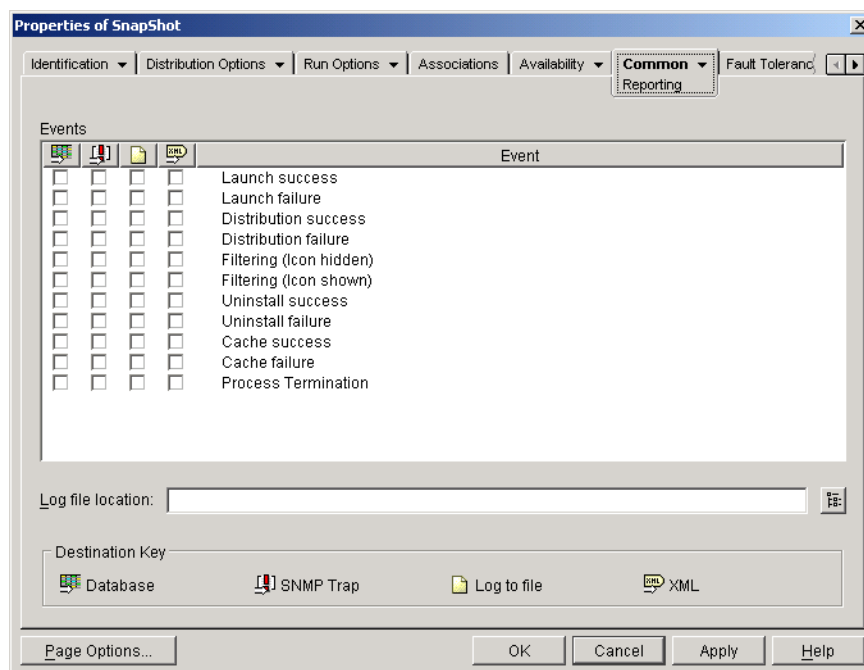 Properties of SnapShot
Identification Distribution Options Run Options Associations Availability Common Fault Toleranc
Reporting
Events
Event
Launch success
Launch failure
Distribution success
Distribution failure
Filtering (Icon hidden)
Filtering (Icon shown)
Uninstall success
Uninstall failure
Cache success
Cache failure
Process Termination
Log file location:
Destination Key
Database SNMP Trap Log to file XML
Page Options... OK Cancel Apply Help